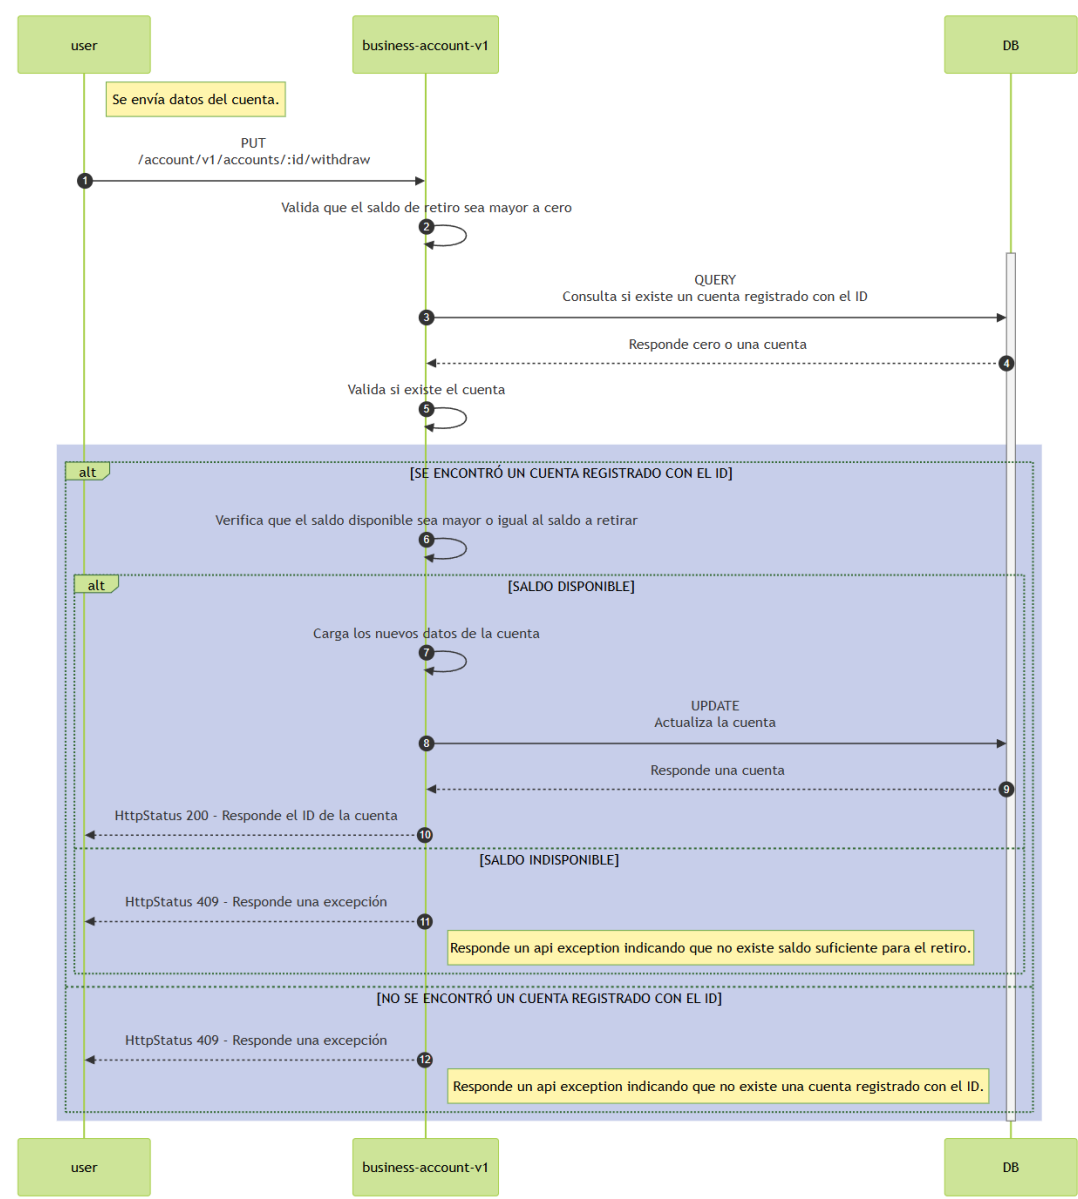 user
business-account-v1
DB
Se envía datos del cuenta.
PUT
/account/v1/accounts/:id/withdraw
1
Valida que el saldo de retiro sea mayor a cero
2
QUERY
Consulta si existe un cuenta registrado con el ID
3
Responde cero o una cuenta
4
Valida si existe el cuenta
5
alt
[SE ENCONTRÓ UN CUENTA REGISTRADO CON EL ID]
Verifica que el saldo disponible sea mayor o igual al saldo a retirar
6
alt
[SALDO DISPONIBLE]
Carga los nuevos datos de la cuenta
7
UPDATE
Actualiza la cuenta
8
Responde una cuenta
9
HttpStatus 200 - Responde el ID de la cuenta
10
[SALDO INDISPONIBLE]
HttpStatus 409 - Responde una excepción
11
Responde un api exception indicando que no existe saldo suficiente para el retiro.
[NO SE ENCONTRÓ UN CUENTA REGISTRADO CON EL ID]
HttpStatus 409 - Responde una excepción
12
Responde un api exception indicando que no existe una cuenta registrado con el ID.
user
business-account-v1
DB